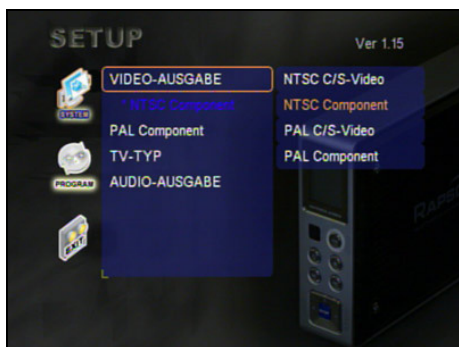 SETUP
Ver 1.15
SYSTEM
PROGRAM
EXIT
VIDEO-AUSGABE
* NTSC Component
PAL Component
TV-TYP
AUDIO-AUSGABE
NTSC C/S-Video
NTSC Component
PAL C/S-Video
PAL Component